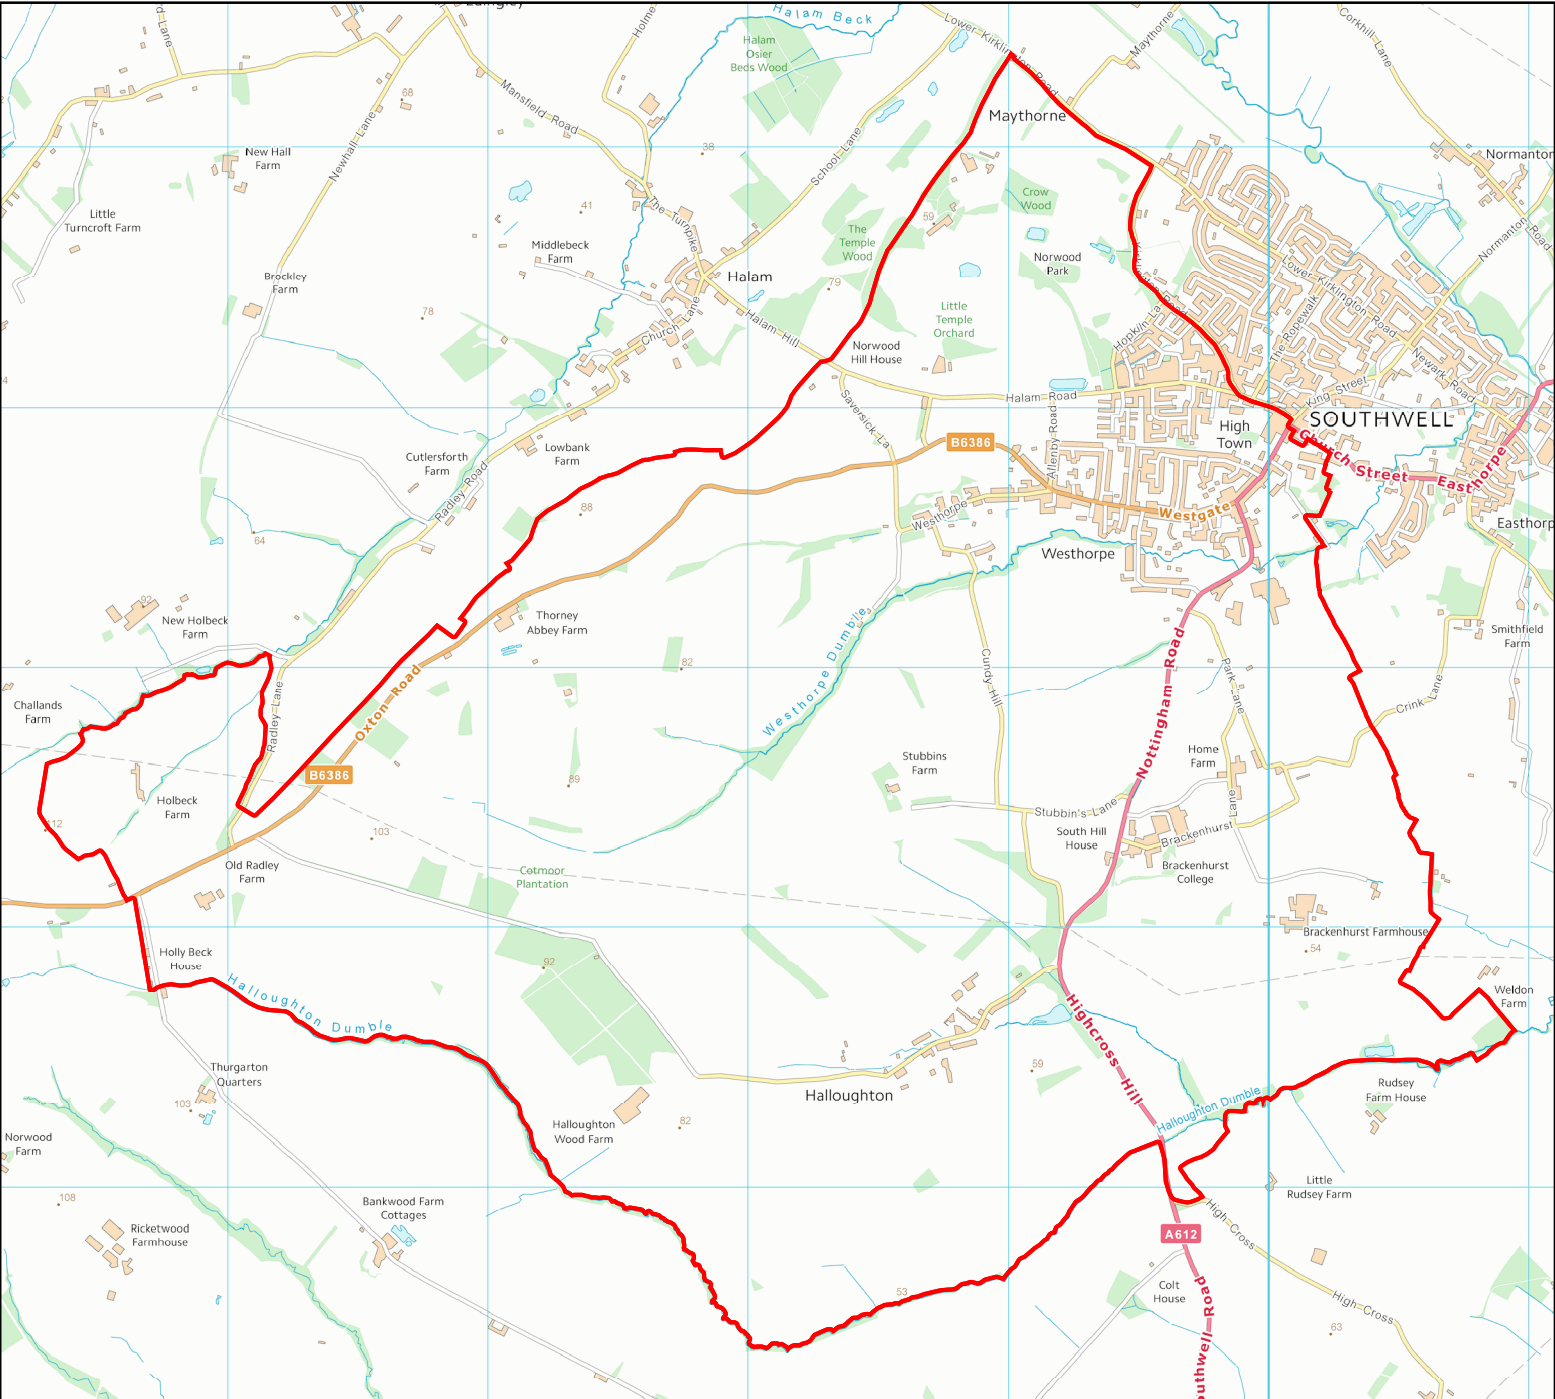 Halam Beck
Lower Kirklington Road
Maythorne
Corkhill Lane
Halam
Osier
Beds Wood
Mansfield Road
68
Newhall Lane
New Hall
Farm
38
School Lane
Maythorne
Normanton
Little
Turncroft Farm
41
The Turnpike
Crow
Wood
59
The
Temple
Wood
Middlebeck
Farm
Norwood
Park
Kirklington Road
Normanton Road
Brockley
Farm
Halam
79
Lower Kirklington Road
78
Church Lane
Halam Hill
Little
Temple
Orchard
Hopkiln La
The Ropewalk
Norwood
Hill House
Newark Road
King Street
Saversick La
Halam Road
SOUTHWELL
High
Town
Allenby Road
B6386
Church Street
Easthorpe
Cutlersforth
Farm
Lowbank
Farm
Radley Road
88
Westhorpe
Westgate
64
Westhorpe
92
New Holbeck
Farm
Thorney
Abbey Farm
Westhorpe Dumble
82
Cundy Hill
Nottingham Road
Park Lane
Smithfield
Farm
Challands
Farm
Radley Lane
Oxton Road
Crink Lane
Stubbins
Farm
Home
Farm
B6386
89
Holbeck
Farm
112
103
Stubbin's Lane
Lane
South Hill
House
Brackenhurst
Brackenhurst
College
Old Radley
Farm
Cotmoor
Plantation
Brackenhurst Farmhouse
54
Holly Beck
House
92
Weldon
Farm
Halloughton Dumble
Highcross Hill
59
Thurgarton
Quarters
103
Halloughton
Rudsey
Farm House
Halloughton Dumble
Halloughton
Wood Farm
82
Norwood
Farm
108
Little
Rudsey Farm
Bankwood Farm
Cottages
High Cross
Ricketwood
Farmhouse
A612
Colt
House
53
High Cross
63